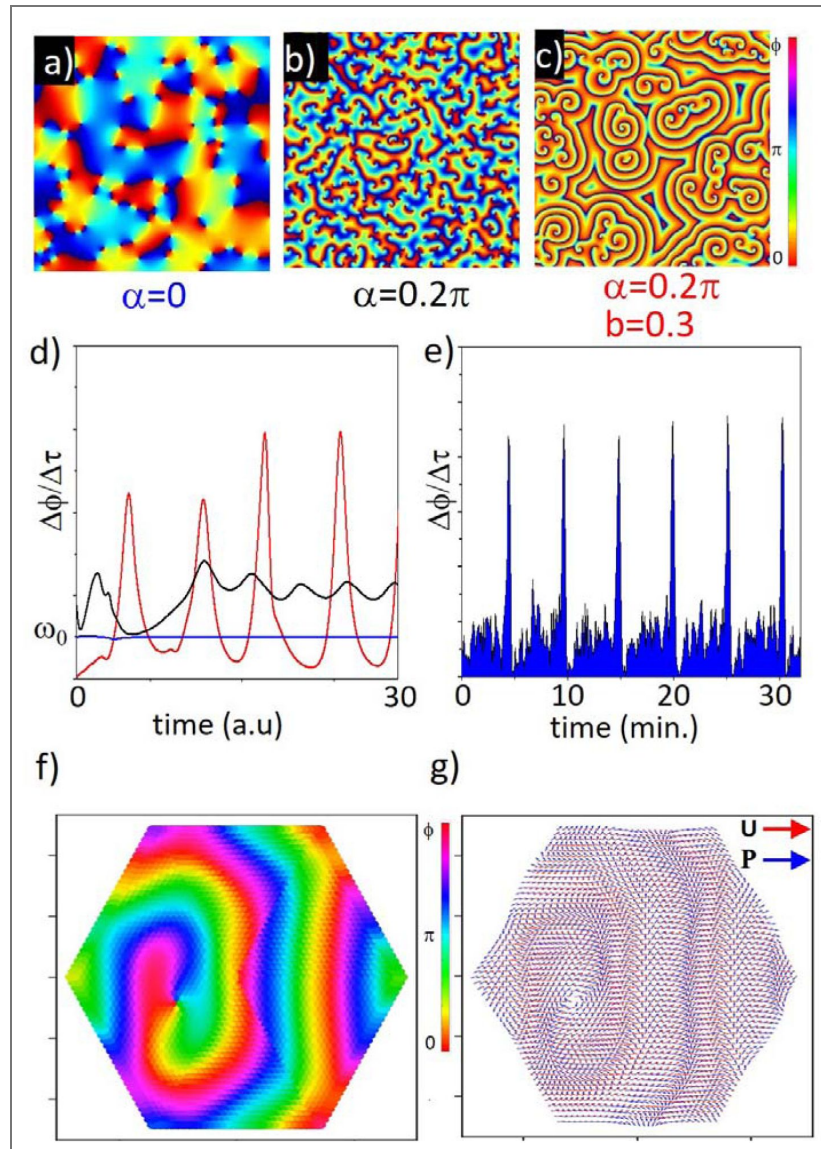 a)
b)
c)
ϕ
π
0
α=0
α=0.2π
α=0.2π
b=0.3
d)
e)
Δϕ/Δτ
ω₀
0
30
time (a.u)
Δϕ/Δτ
0
10
20
30
time (min.)
f)
g)
ϕ
π
0
U
P